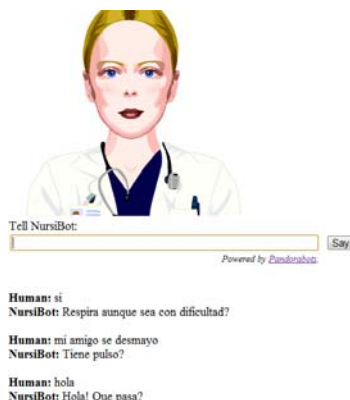 Tell NursiBot:
Say
Powered by Pandorabots.
Human: si
NursiBot: Respira aunque sea con dificultad?
Human: mi amigo se desmayo
NursiBot: Tiene pulso?
Human: hola
NursiBot: Hola! Que pasa?